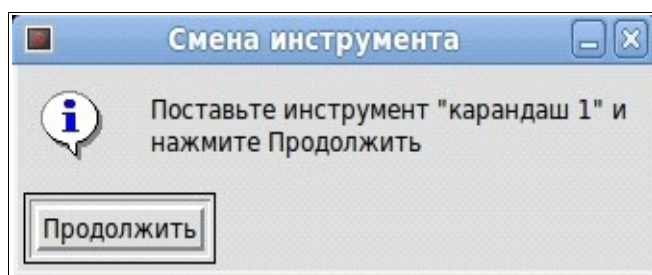 Смена инструмента
Поставьте инструмент "карандаш 1" и
нажмите Продолжить
Продолжить